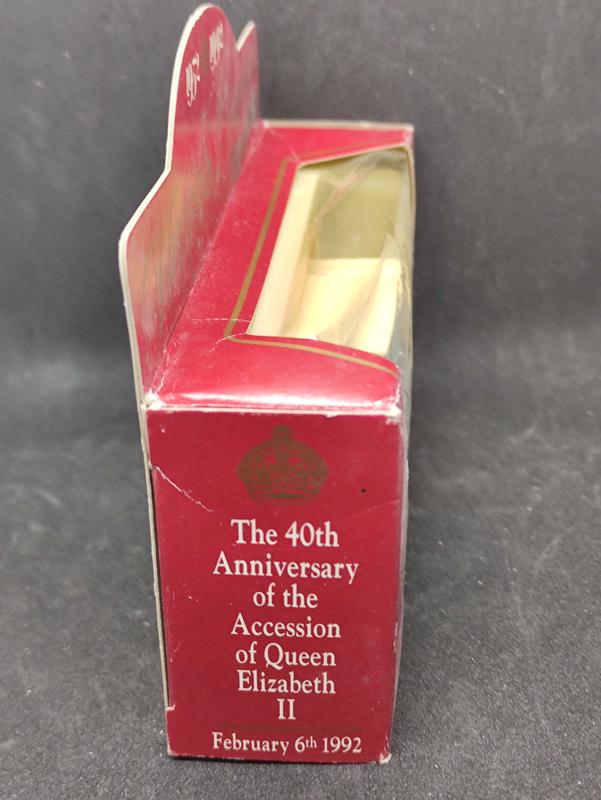 The 40th
Anniversary
of the
Accession
of Queen
Elizabeth
II
February 6th 1992